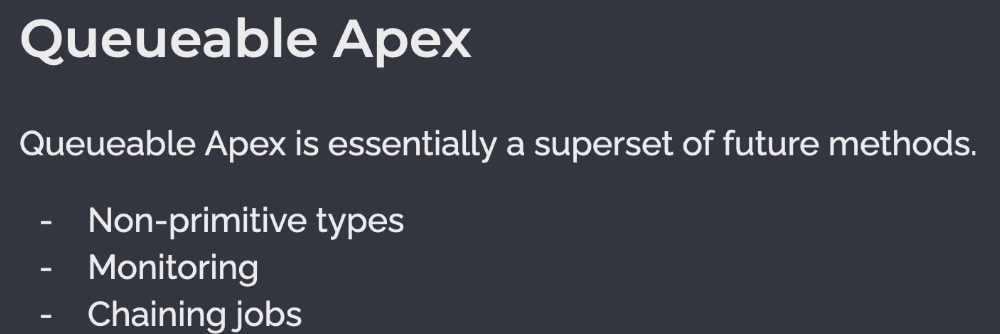 Queueable Apex
Queueable Apex is essentially a superset of future methods.
- Non-primitive types
- Monitoring
- Chaining jobs